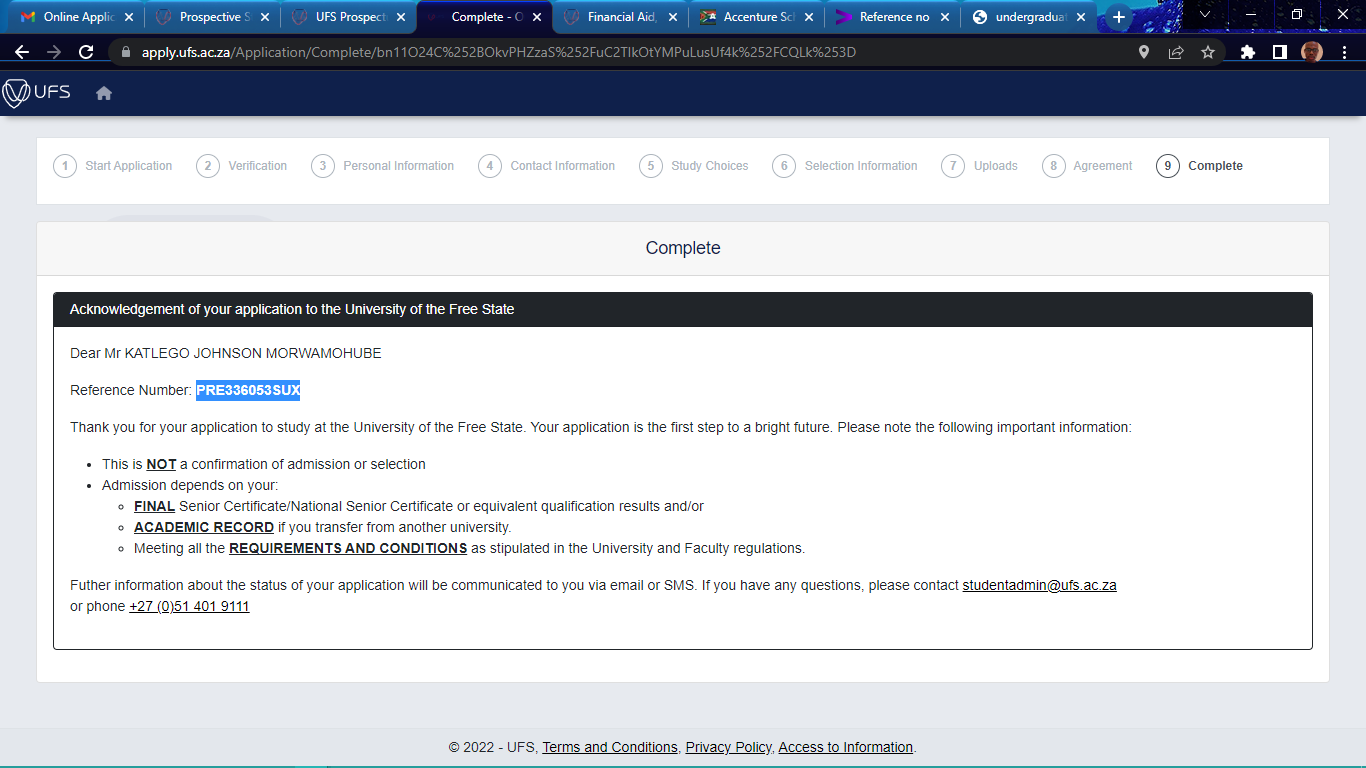 Online Applic
Prospective S
UFS Prospect
Complete - O
Financial Aid,
Accenture Sch
Reference no
undergraduat
apply.ufs.ac.za/Application/Complete/bn11O24C%252BOkvPHZzaS%252FuC2TlkOtYMPuLusUf4k%252FCQLk%253D
UFS
1 Start Application
2 Verification
3 Personal Information
4 Contact Information
5 Study Choices
6 Selection Information
7 Uploads
8 Agreement
9 Complete
Complete
Acknowledgement of your application to the University of the Free State
Dear Mr KATLEGO JOHNSON MORWAMOHUBE
Reference Number: PRE336053SUX
Thank you for your application to study at the University of the Free State. Your application is the first step to a bright future. Please note the following important information:
• This is NOT a confirmation of admission or selection
• Admission depends on your:
◦ FINAL Senior Certificate/National Senior Certificate or equivalent qualification results and/or
◦ ACADEMIC RECORD if you transfer from another university.
◦ Meeting all the REQUIREMENTS AND CONDITIONS as stipulated in the University and Faculty regulations.
Futher information about the status of your application will be communicated to you via email or SMS. If you have any questions, please contact studentadmin@ufs.ac.za
or phone +27 (0)51 401 9111
© 2022 - UFS, Terms and Conditions, Privacy Policy, Access to Information.